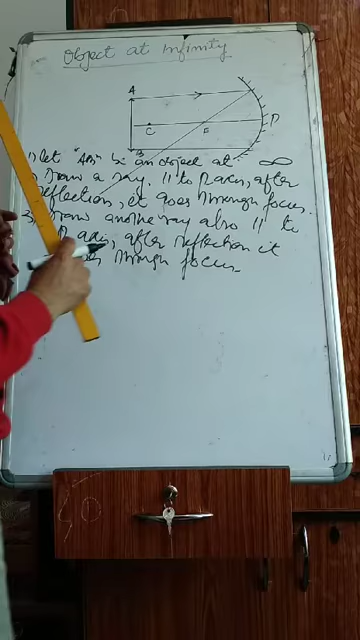 Object at Infinity
A
C
F
P
B
1) let "AB" be an object at ∞
Draw a ray. || to P.axis, after
reflection, it goes through focus.
3) Draw another ray also || to
P axis, after reflection it
goes through focus.